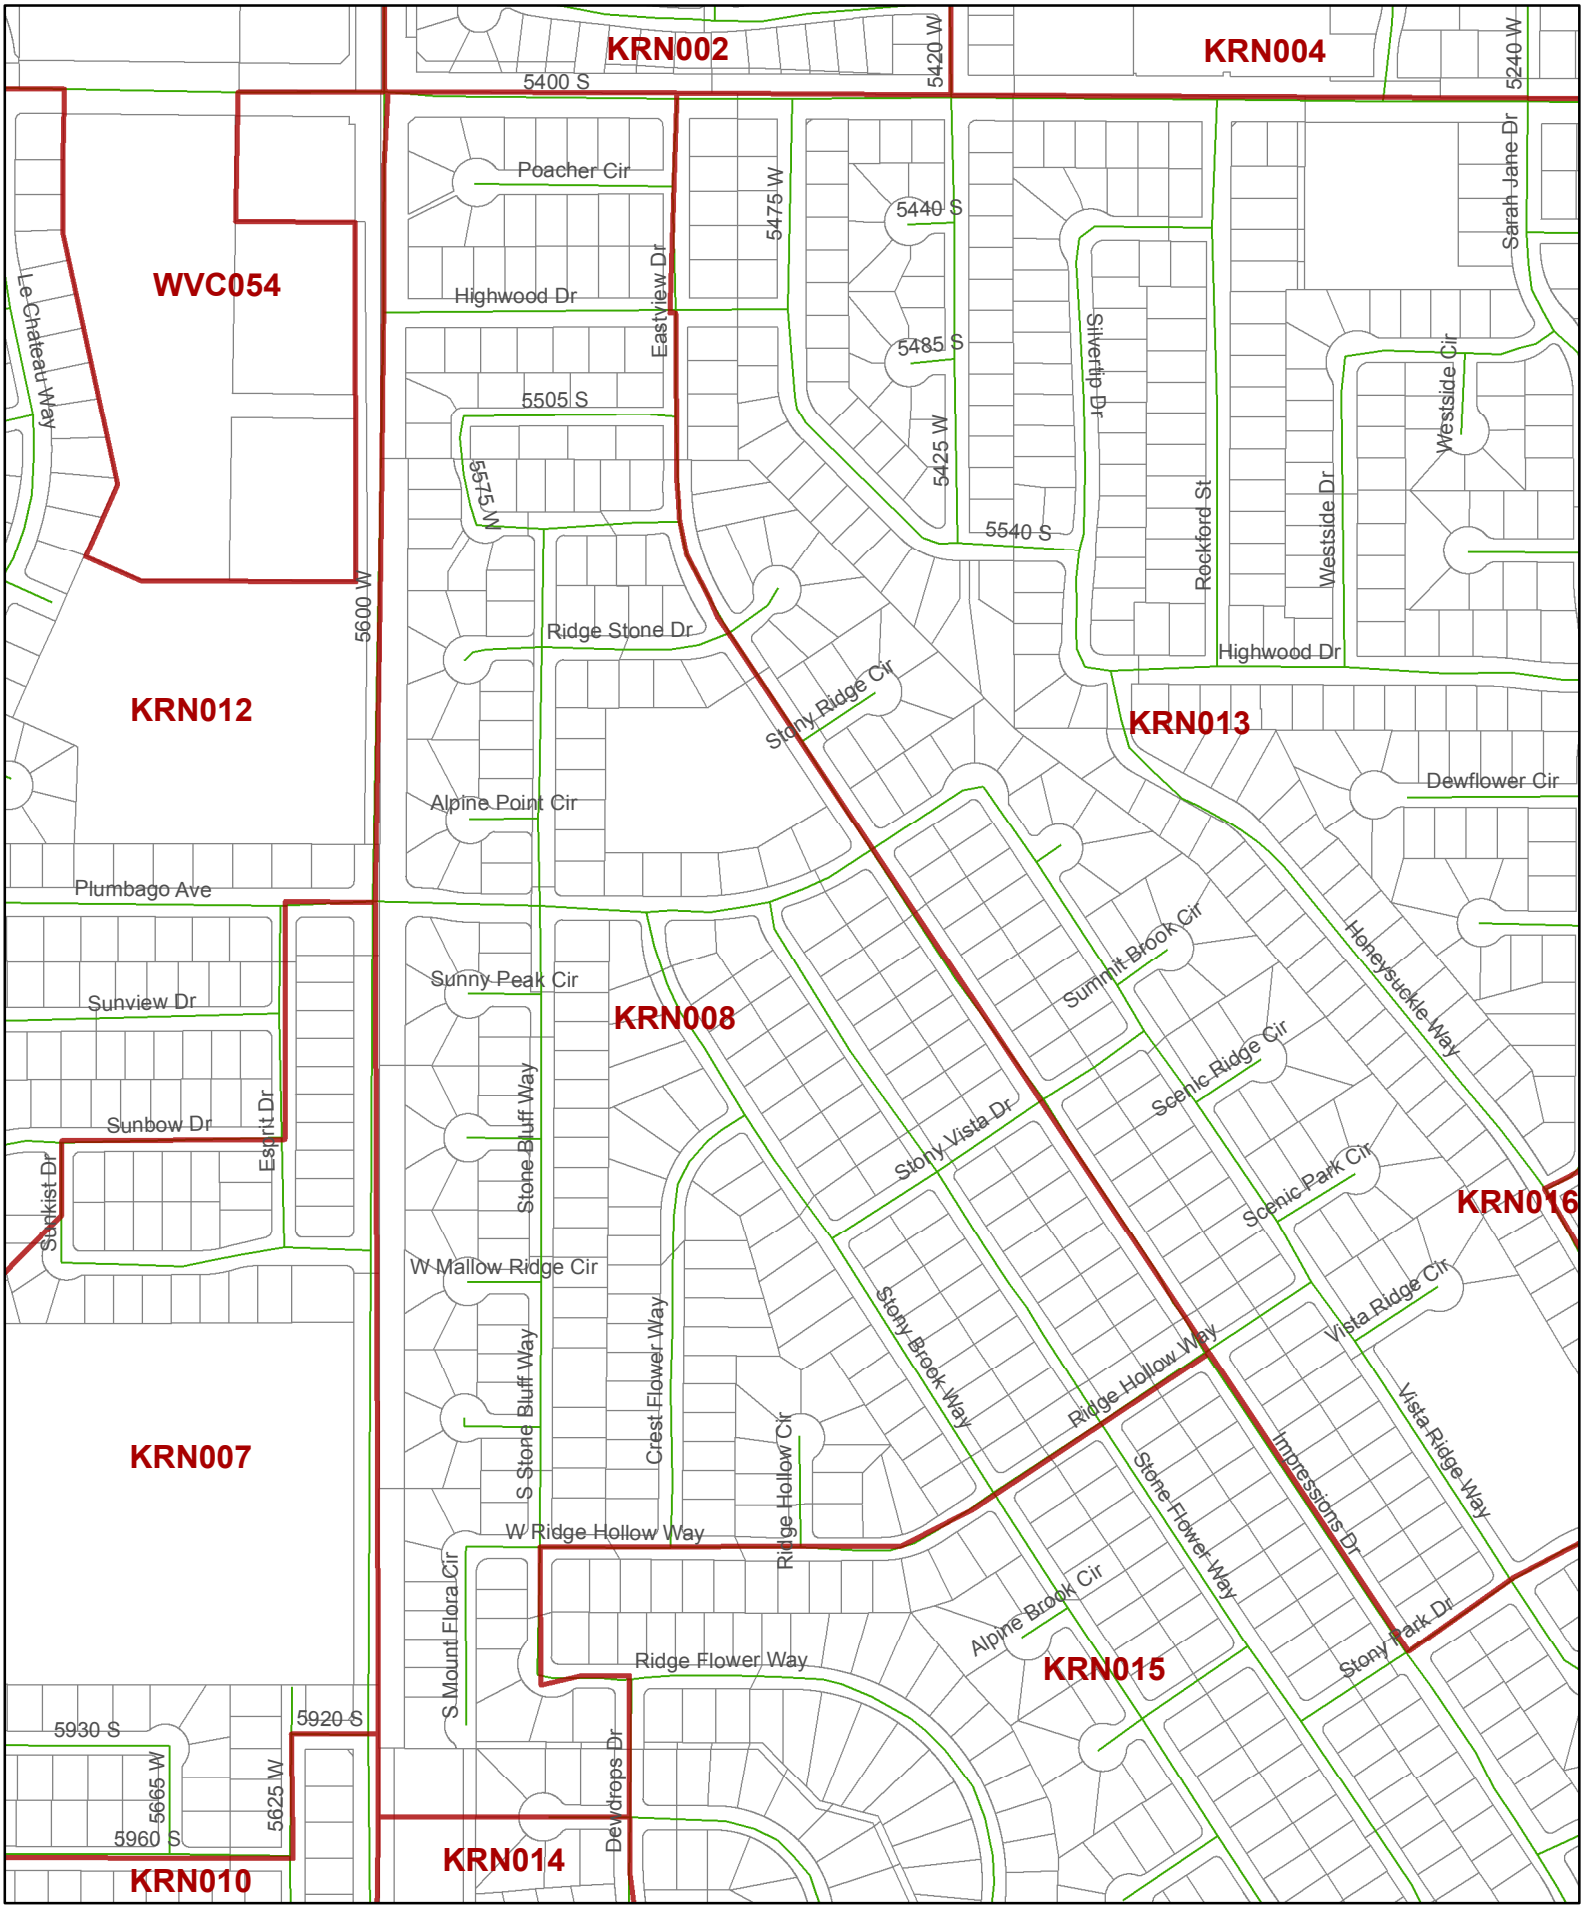 KRN002
5420 W
KRN004
5240 W
5400 S
Poacher Cir
5475 W
5440 S
Sarah Jane Dr
WVC054
Le Chateau Way
Highwood Dr
Eastview Dr
5485 S
Silvertip Dr
Westside Cir
5505 S
5425 W
5575 W
5540 S
Rockford St
Westside Dr
5600 W
Ridge Stone Dr
Highwood Dr
Stony Ridge Cir
KRN012
KRN013
Alpine Point Cir
Dewflower Cir
Plumbago Ave
Honeysuckle Way
Sunny Peak Cir
Summit Brook Cir
Sunview Dr
KRN008
Scenic Ridge Cir
Stone Bluff Way
Sunbow Dr
Esprit Dr
Stony Vista Dr
Sunkist Dr
Scenic Park Cir
KRN016
W Mallow Ridge Cir
Vista Ridge Cir
Stony Brook Way
Crest Flower Way
S Stone Bluff Way
Ridge Hollow Way
Ridge Hollow Cir
KRN007
Vista Ridge Way
Impressions Dr
Stone Flower Way
W Ridge Hollow Way
S Mount Flora Cir
Alpine Brook Cir
Ridge Flower Way
Stony Park Dr
KRN015
5930 S
5920 S
5665 W
5625 W
Dewdrops Dr
5960 S
KRN014
KRN010